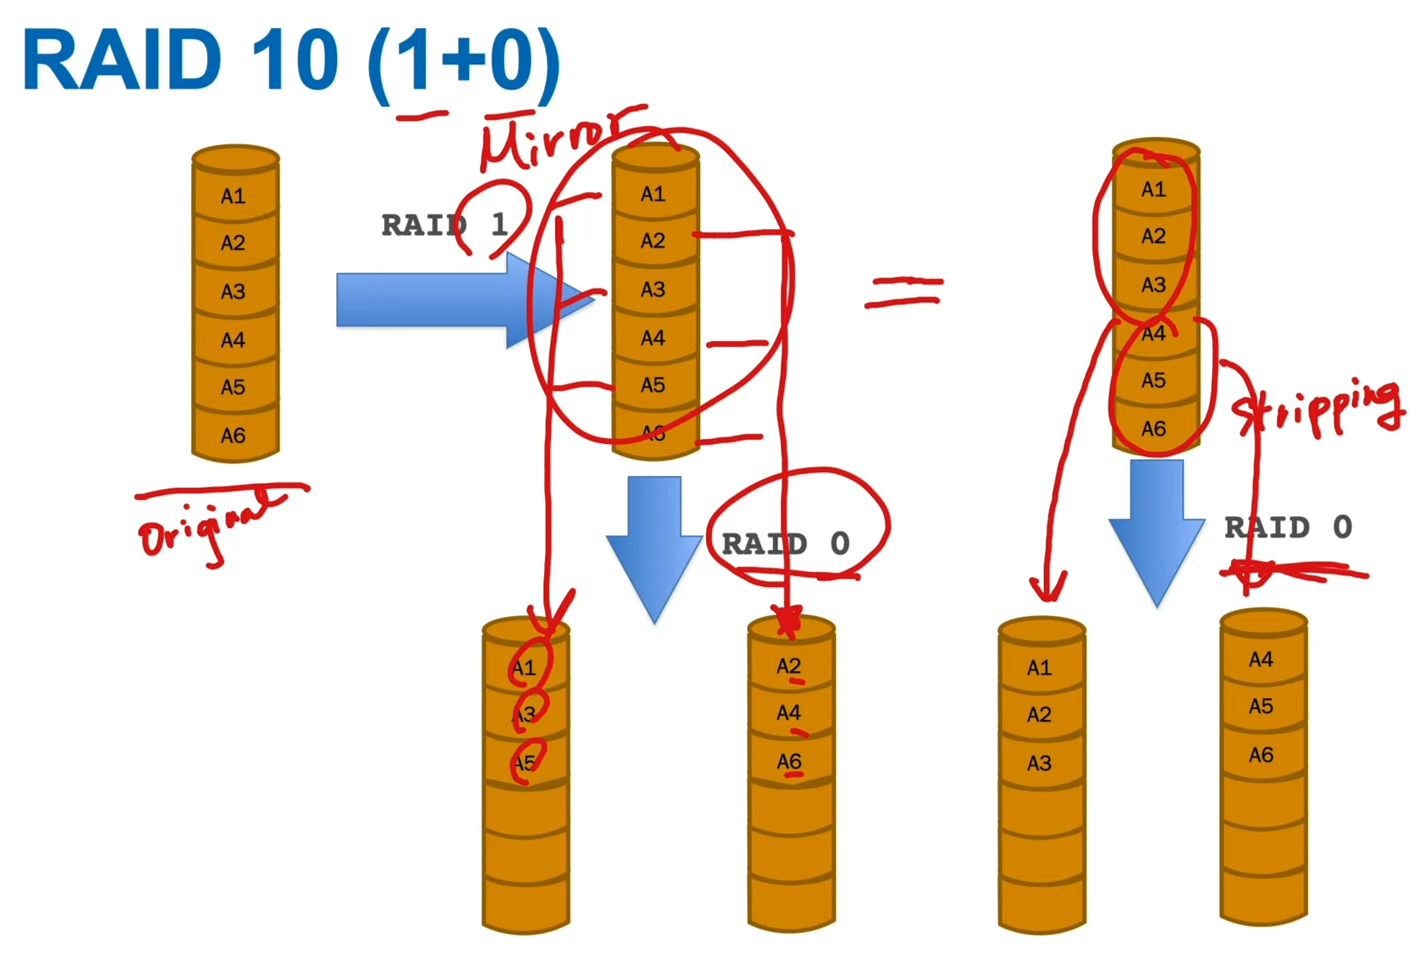 RAID 10 (1+0)
Mirror
RAID 1
A1
A2
A3
A4
A5
A6
Original
A1
A2
A3
A4
A5
A6
=
A1
A2
A3
A4
A5
A6
Stripping
RAID 0
RAID 0
A1
A3
A5
A2
A4
A6
A1
A2
A3
A4
A5
A6